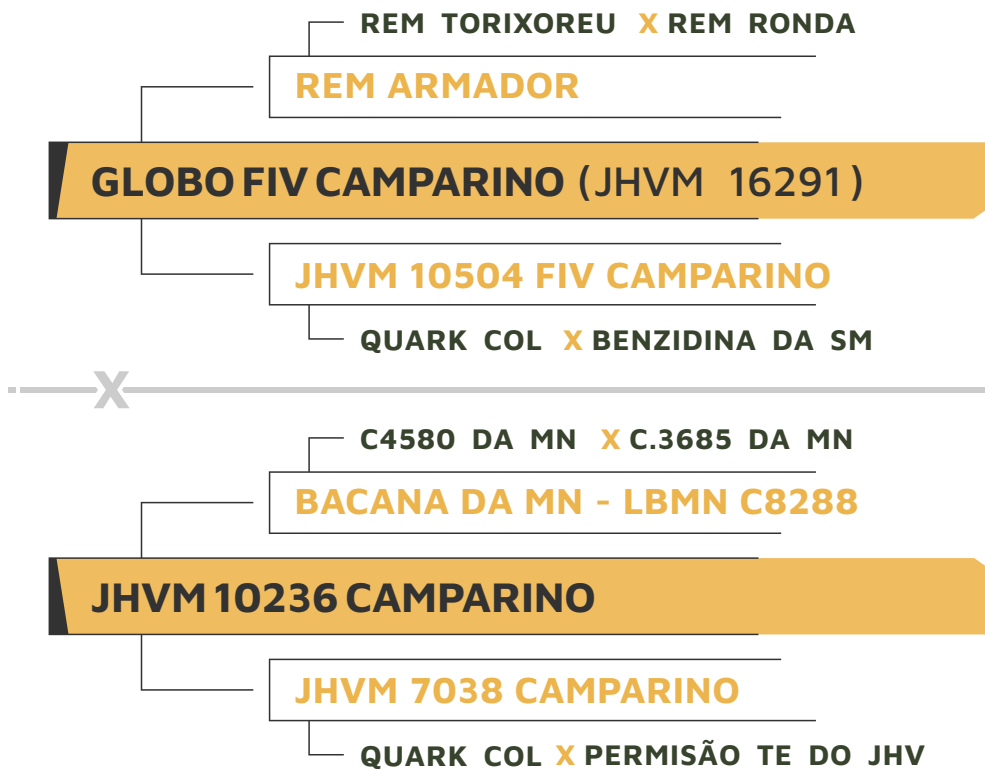 REM TORIXOREU X REM RONDA
REM ARMADOR
GLOBO FIV CAMPARINO (JHVM 16291)
JHVM 10504 FIV CAMPARINO
QUARK COL X BENZIDINA DA SM
X
C4580 DA MN X C.3685 DA MN
BACANA DA MN - LBMN C8288
JHVM 10236 CAMPARINO
JHVM 7038 CAMPARINO
QUARK COL X PERMISÃO TE DO JHV